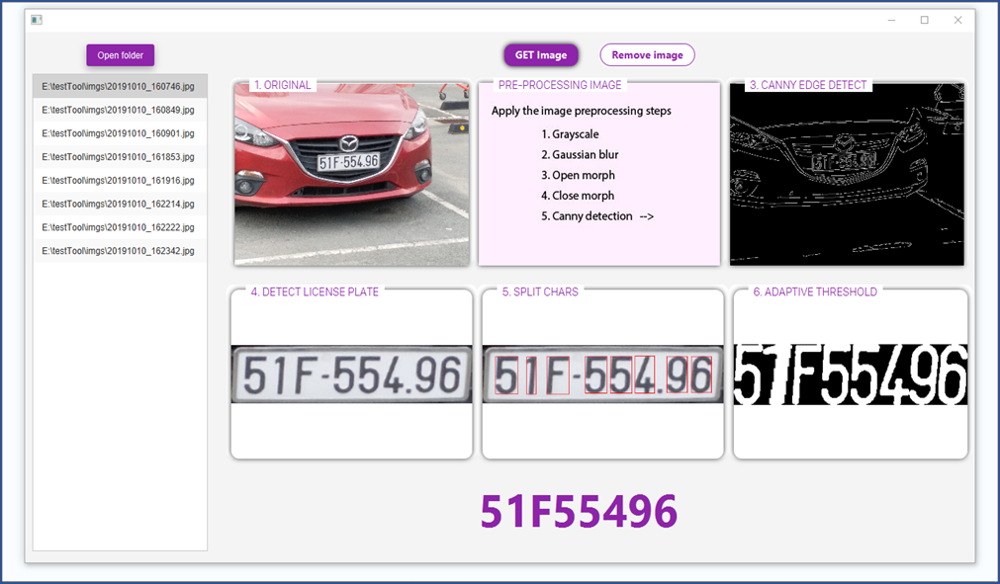 Open folder
GET Image
Remove image
E:\testTool\imgs\20191010_160746.jpg
E:\testTool\imgs\20191010_160849.jpg
E:\testTool\imgs\20191010_160901.jpg
E:\testTool\imgs\20191010_161853.jpg
E:\testTool\imgs\20191010_161916.jpg
E:\testTool\imgs\20191010_162214.jpg
E:\testTool\imgs\20191010_162222.jpg
E:\testTool\imgs\20191010_162342.jpg
1. ORIGINAL
51F-554.96
PRE-PROCESSING IMAGE
Apply the image preprocessing steps
1. Grayscale
2. Gaussian blur
3. Open morph
4. Close morph
5. Canny detection -->
3. CANNY EDGE DETECT
51F-554.96
4. DETECT LICENSE PLATE
51F-554.96
5. SPLIT CHARS
51F-554.96
6. ADAPTIVE THRESHOLD
51F55496
51F55496